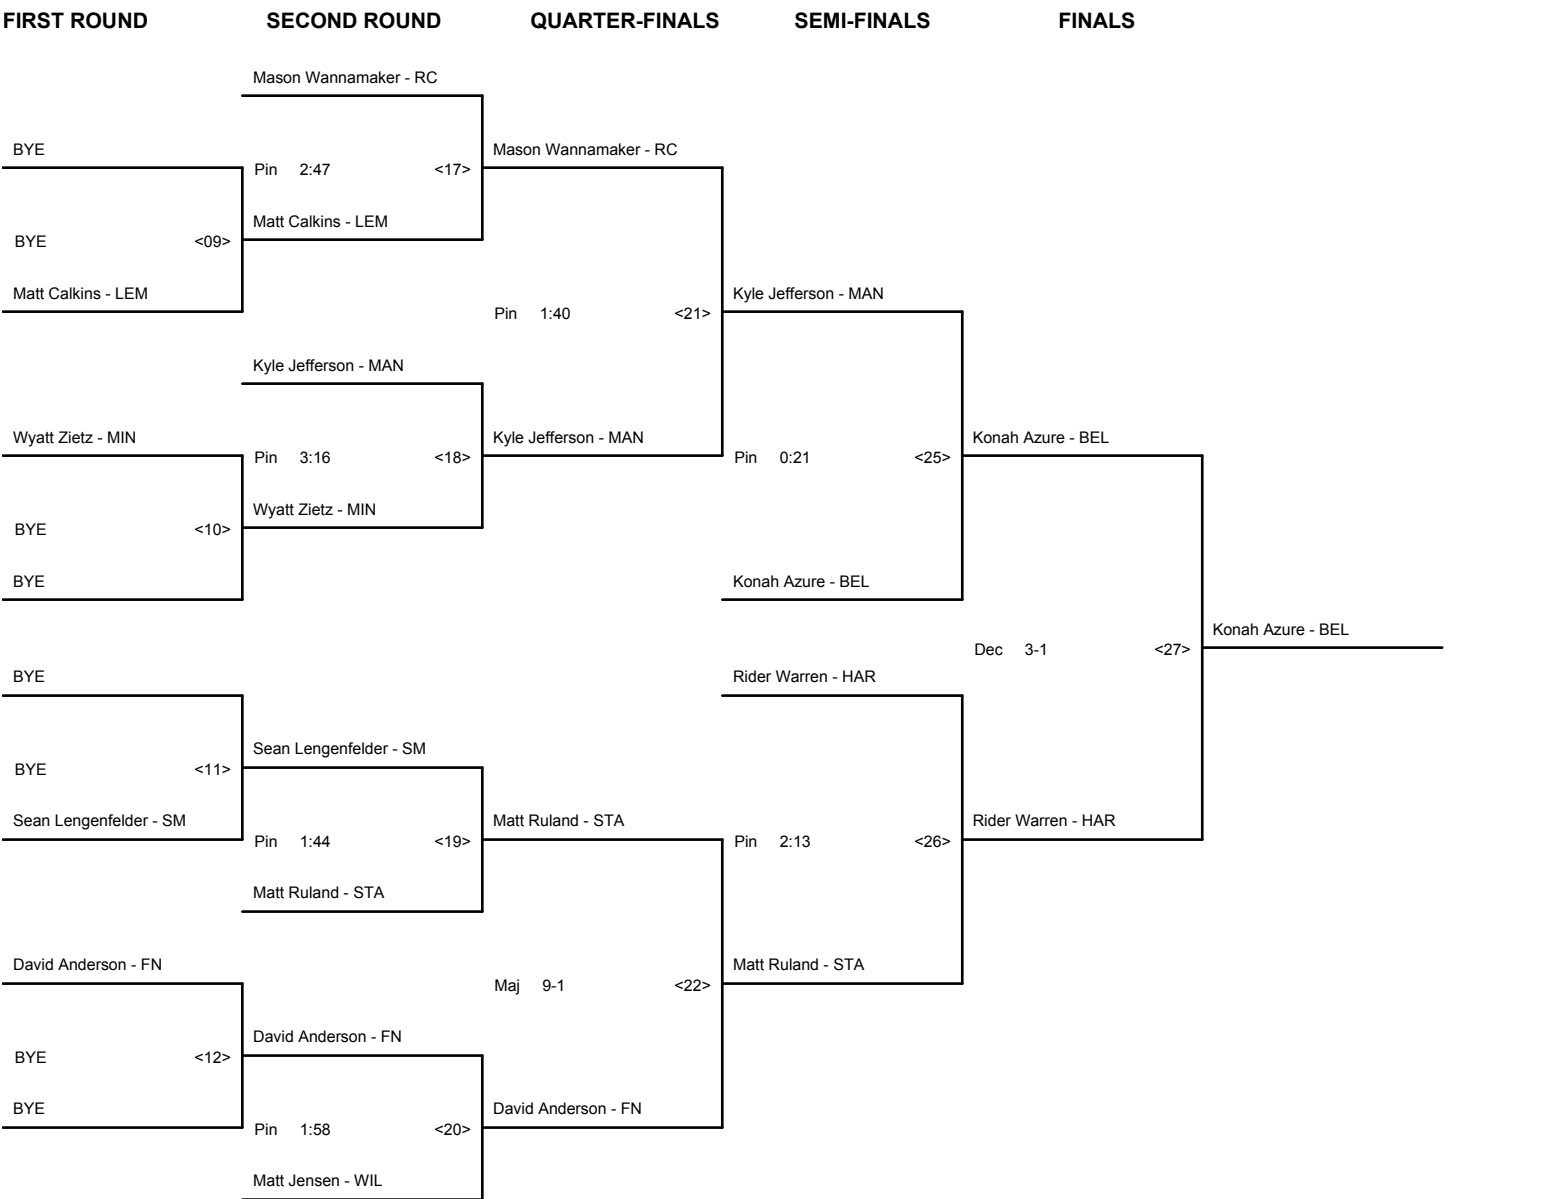 FIRST ROUND SECOND ROUND QUARTER-FINALS SEMI-FINALS FINALS
Mason Wannamaker - RC
BYE
Mason Wannamaker - RC
Pin 2:47 <17>
Matt Calkins - LEM
BYE <09>
Matt Calkins - LEM
Kyle Jefferson - MAN
Pin 1:40 <21>
Kyle Jefferson - MAN
Wyatt Zietz - MIN
Kyle Jefferson - MAN
Konah Azure - BEL
Pin 3:16 <18>
Pin 0:21 <25>
Wyatt Zietz - MIN
BYE <10>
BYE
Konah Azure - BEL
Konah Azure - BEL
Dec 3-1 <27>
BYE
Rider Warren - HAR
Sean Lengenfelder - SM
BYE <11>
Sean Lengenfelder - SM
Matt Ruland - STA
Rider Warren - HAR
Pin 1:44 <19>
Pin 2:13 <26>
Matt Ruland - STA
David Anderson - FN
Matt Ruland - STA
Maj 9-1 <22>
David Anderson - FN
BYE <12>
BYE
David Anderson - FN
Pin 1:58 <20>
Matt Jensen - WIL